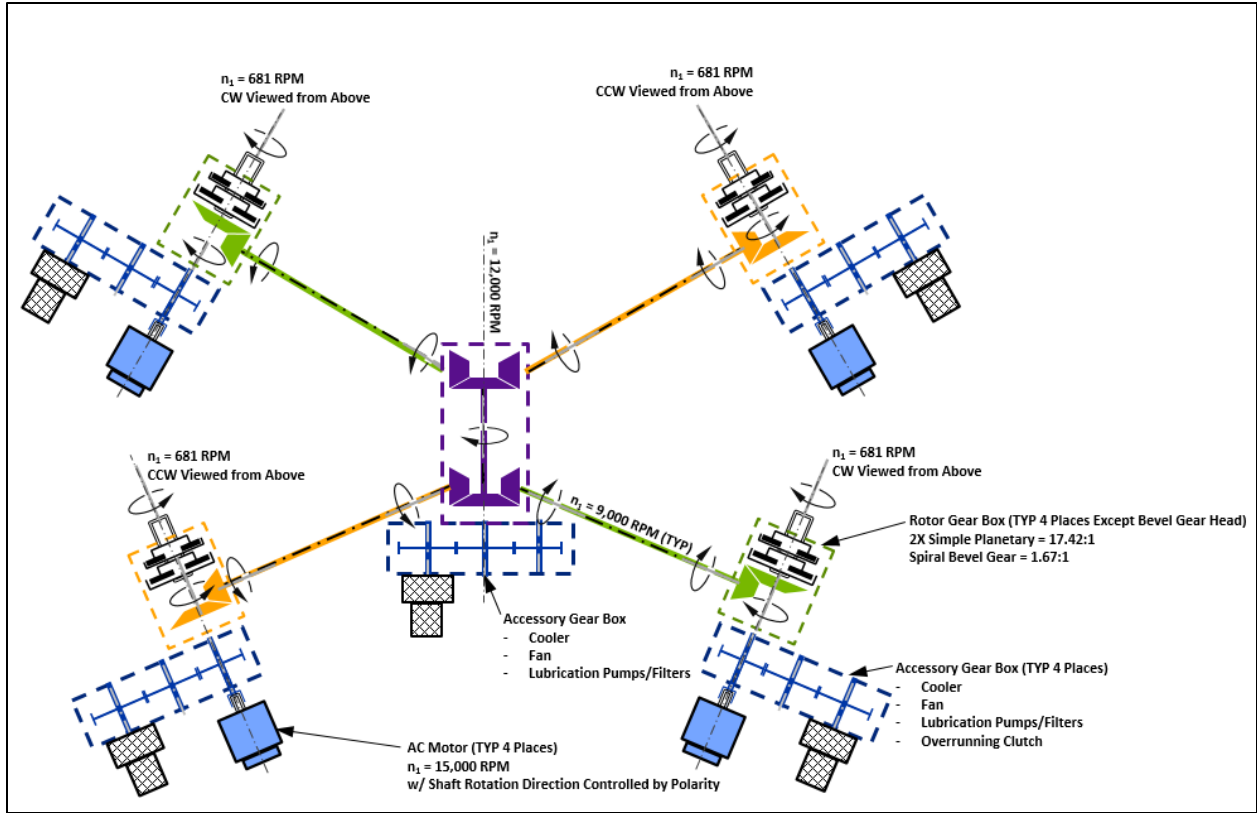 n₁ = 681 RPM
CW Viewed from Above
n₁ = 681 RPM
CCW Viewed from Above
n₁ = 12,000 RPM
n₁ = 681 RPM
CCW Viewed from Above
n₁ = 681 RPM
CW Viewed from Above
n₁ = 9,000 RPM (TYP)
Rotor Gear Box (TYP 4 Places Except Bevel Gear Head)
2X Simple Planetary = 17.42:1
Spiral Bevel Gear = 1.67:1
Accessory Gear Box
- Cooler
- Fan
- Lubrication Pumps/Filters
Accessory Gear Box (TYP 4 Places)
- Cooler
- Fan
- Lubrication Pumps/Filters
- Overrunning Clutch
AC Motor (TYP 4 Places)
n₁ = 15,000 RPM
w/ Shaft Rotation Direction Controlled by Polarity